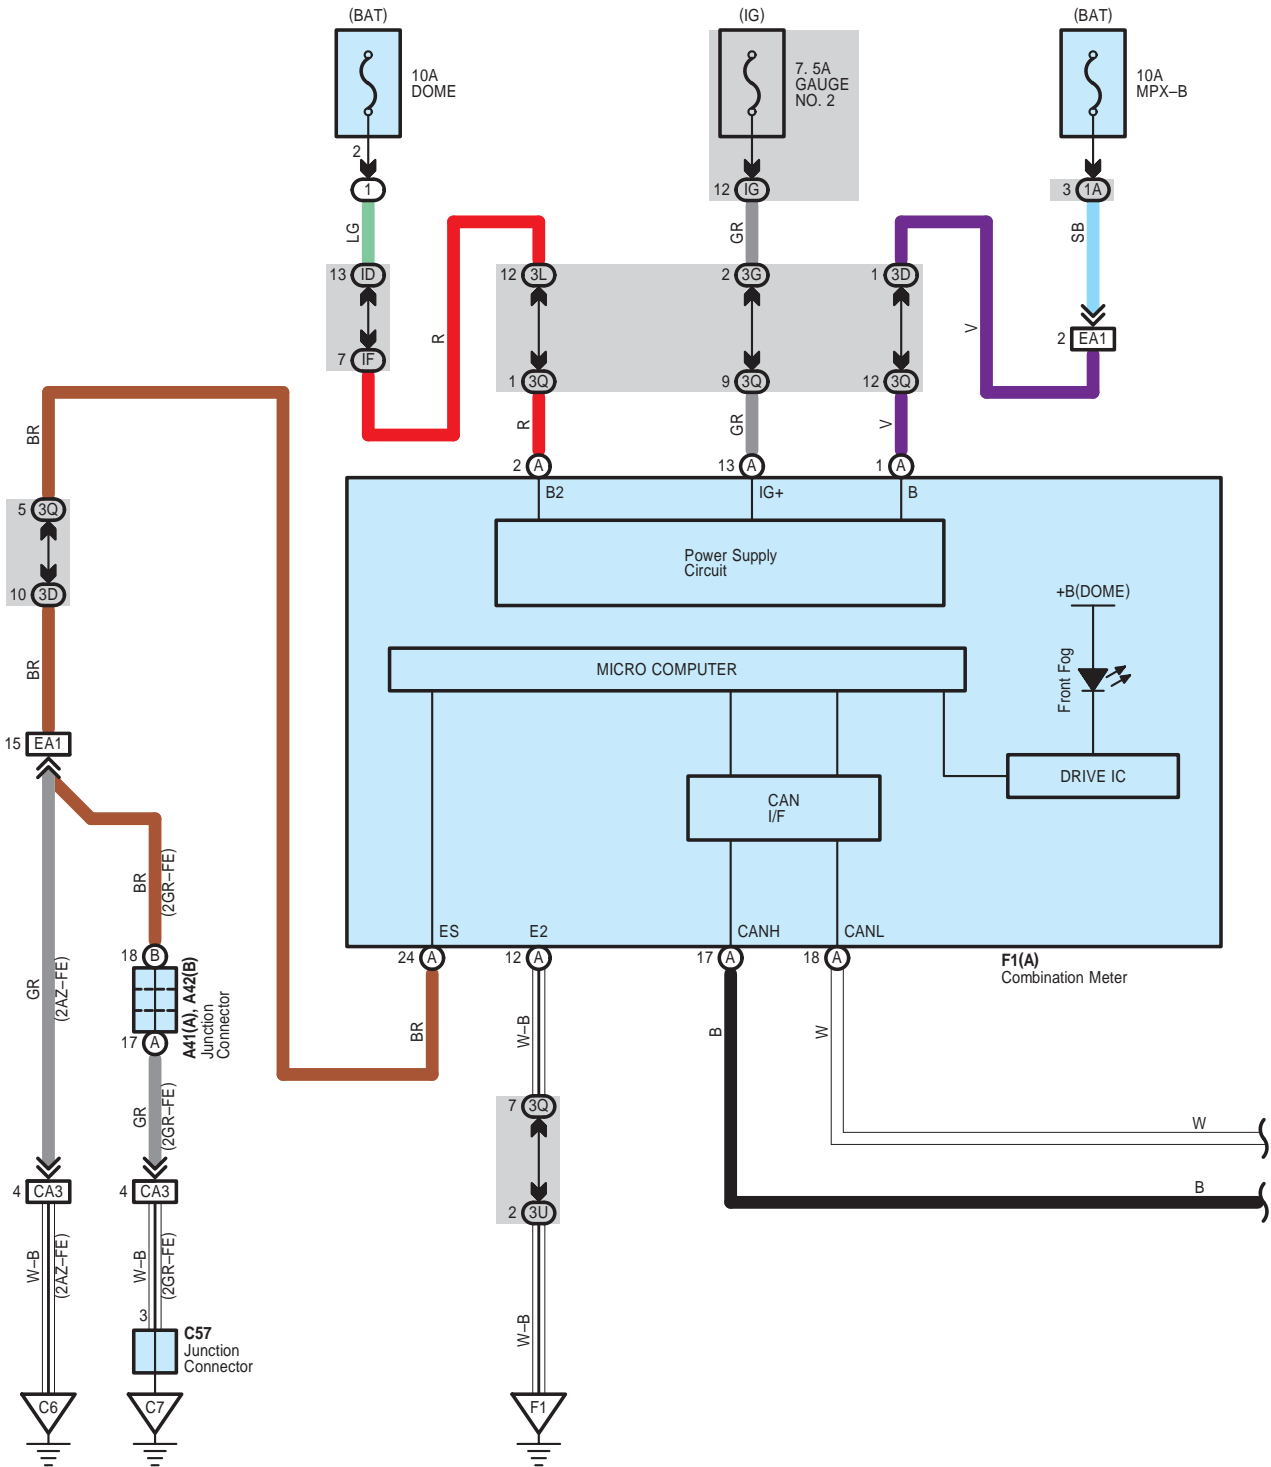 (BAT)
(IG)
(BAT)
10A
DOME
7. 5A
GAUGE
NO. 2
10A
MPX–B
2
1
12 IG
3 1A
LG
GR
SB
13 ID
12 3L
2 3G
1 3D
R
V
2 EA1
7 IF
1 3Q
9 3Q
12 3Q
BR
R
GR
V
2 A
13 A
1 A
B2
IG+
B
5 3Q
Power Supply
Circuit
10 3D
+B(DOME)
BR
MICRO COMPUTER
Front Fog
15 EA1
DRIVE IC
CAN
I/F
BR
(2GR–FE)
ES
E2
CANH
CANL
18 B
24 A
12 A
17 A
18 A
F1(A)
Combination Meter
GR
(2AZ–FE)
A41(A), A42(B)
Junction
Connector
17 A
BR
W–B
B
W
GR
(2GR–FE)
7 3Q
W
4 CA3
4 CA3
B
2 3U
W–B
(2AZ–FE)
W–B
(2GR–FE)
3
W–B
C57
Junction
Connector
C6
C7
F1